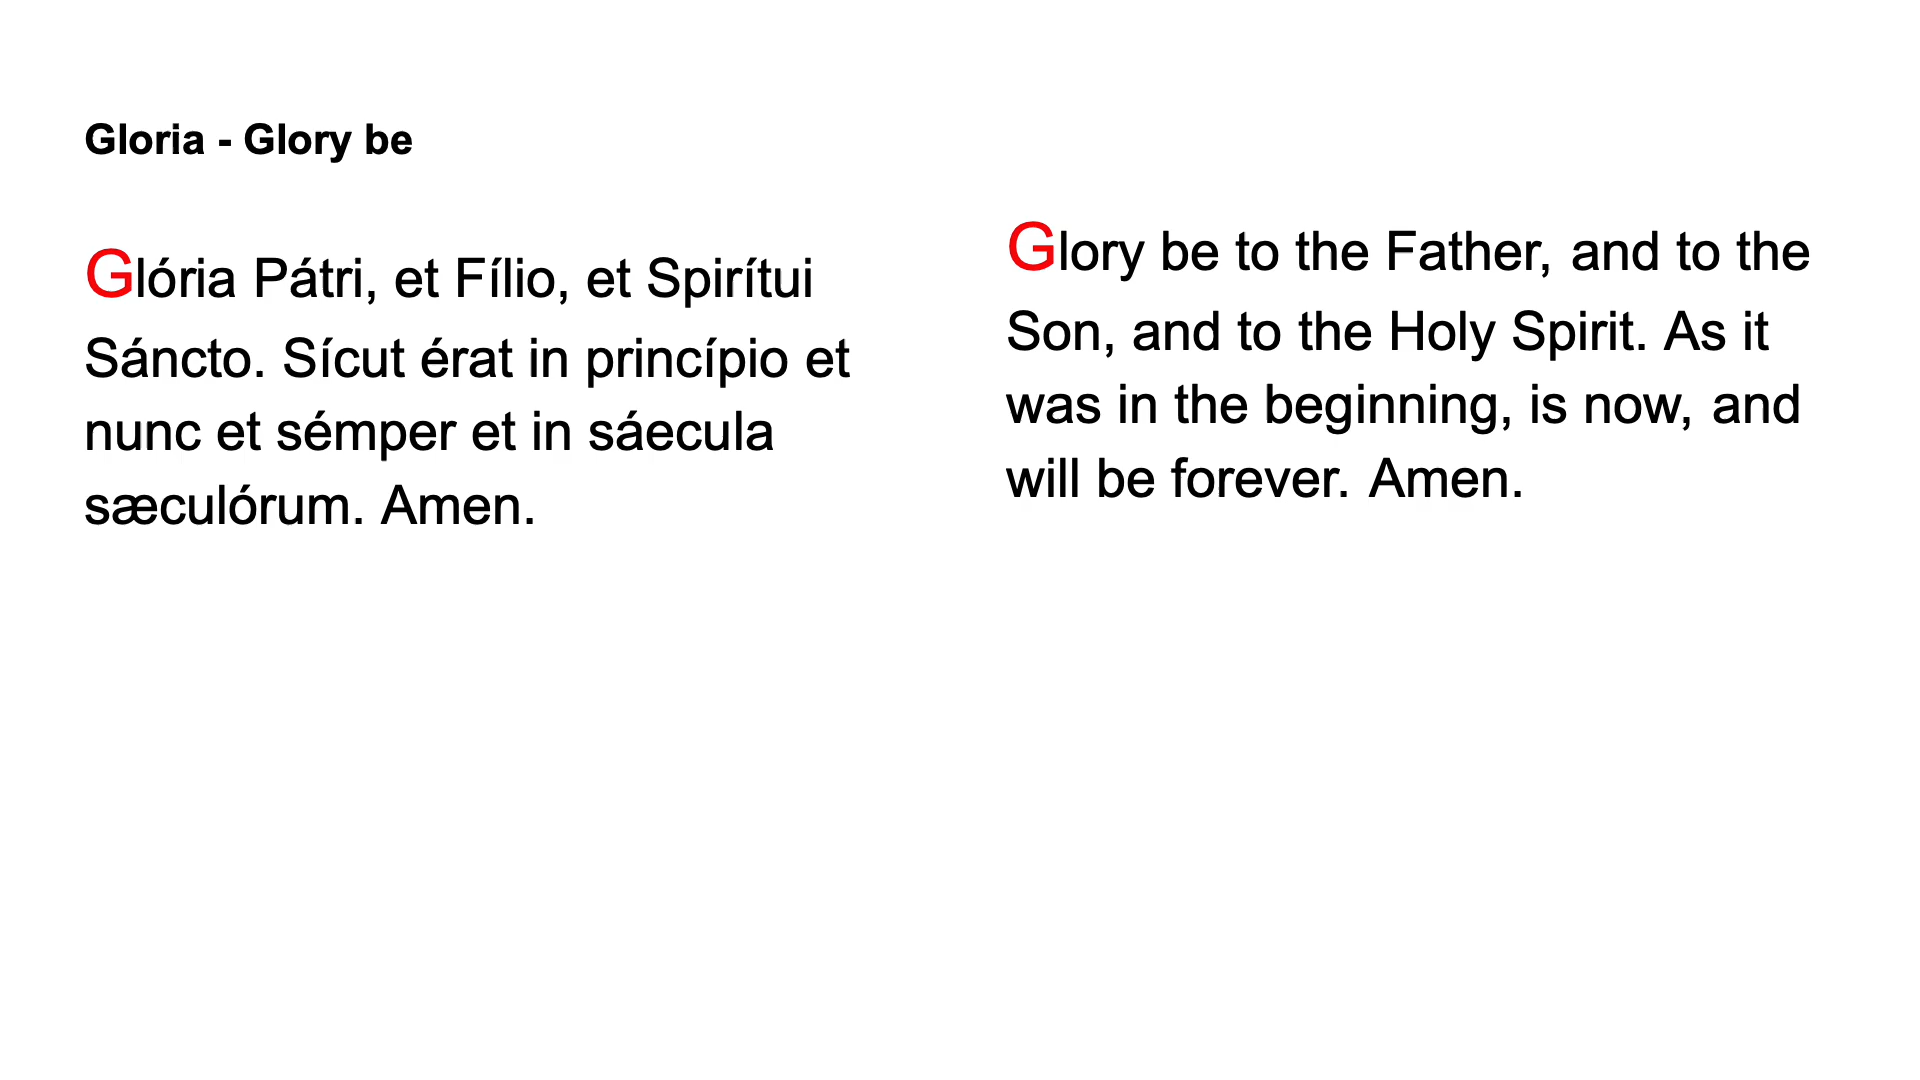 Gloria - Glory be
Glória Pátri, et Fílio, et Spirítui
Sáncto. Sícut érat in princípio et
nunc et sémper et in sáecula
sæculórum. Amen.
Glory be to the Father, and to the
Son, and to the Holy Spirit. As it
was in the beginning, is now, and
will be forever. Amen.